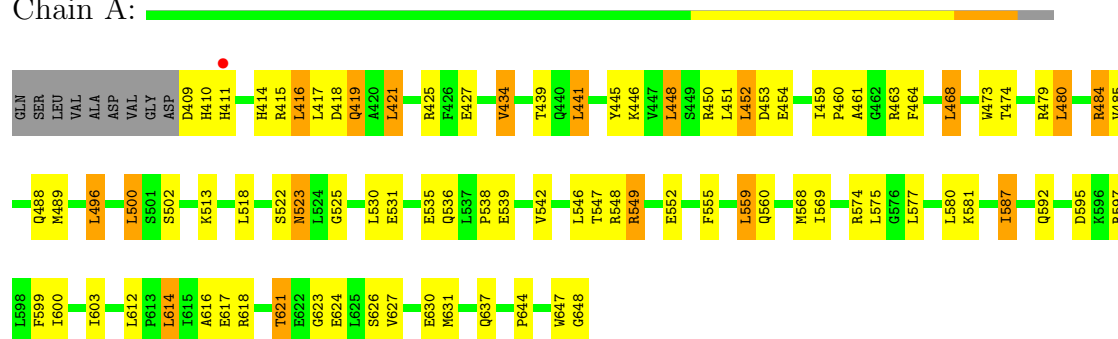 Chain A:
GLN SER LEU VAL ALA ASP VAL GLY ASP D409 H410 H411 H414 R415 L416 L417 D418 Q419 A420 L421 R425 F426 E427 V434 T439 Q440 L441 Y445 K446 V447 L448 S449 R450 L451 L452 D453 E454 I459 P460 A461 G462 R463 F464 L468 W473 T474 R479 L480 R484 V485
Q488 M489 L496 L500 S501 S502 K513 L518 S522 N523 L524 G525 L530 E531 E535 Q536 L537 P538 E539 V542 L546 T547 R548 R549 E552 F555 L559 Q560 M568 I569 R574 L575 G576 L577 L580 K581 I587 Q592 D595 K596 R597
L598 F599 I600 I603 L612 P613 L614 I615 A616 E617 R618 T621 E622 G623 E624 L625 S626 V627 E630 M631 Q637 P644 W647 G648